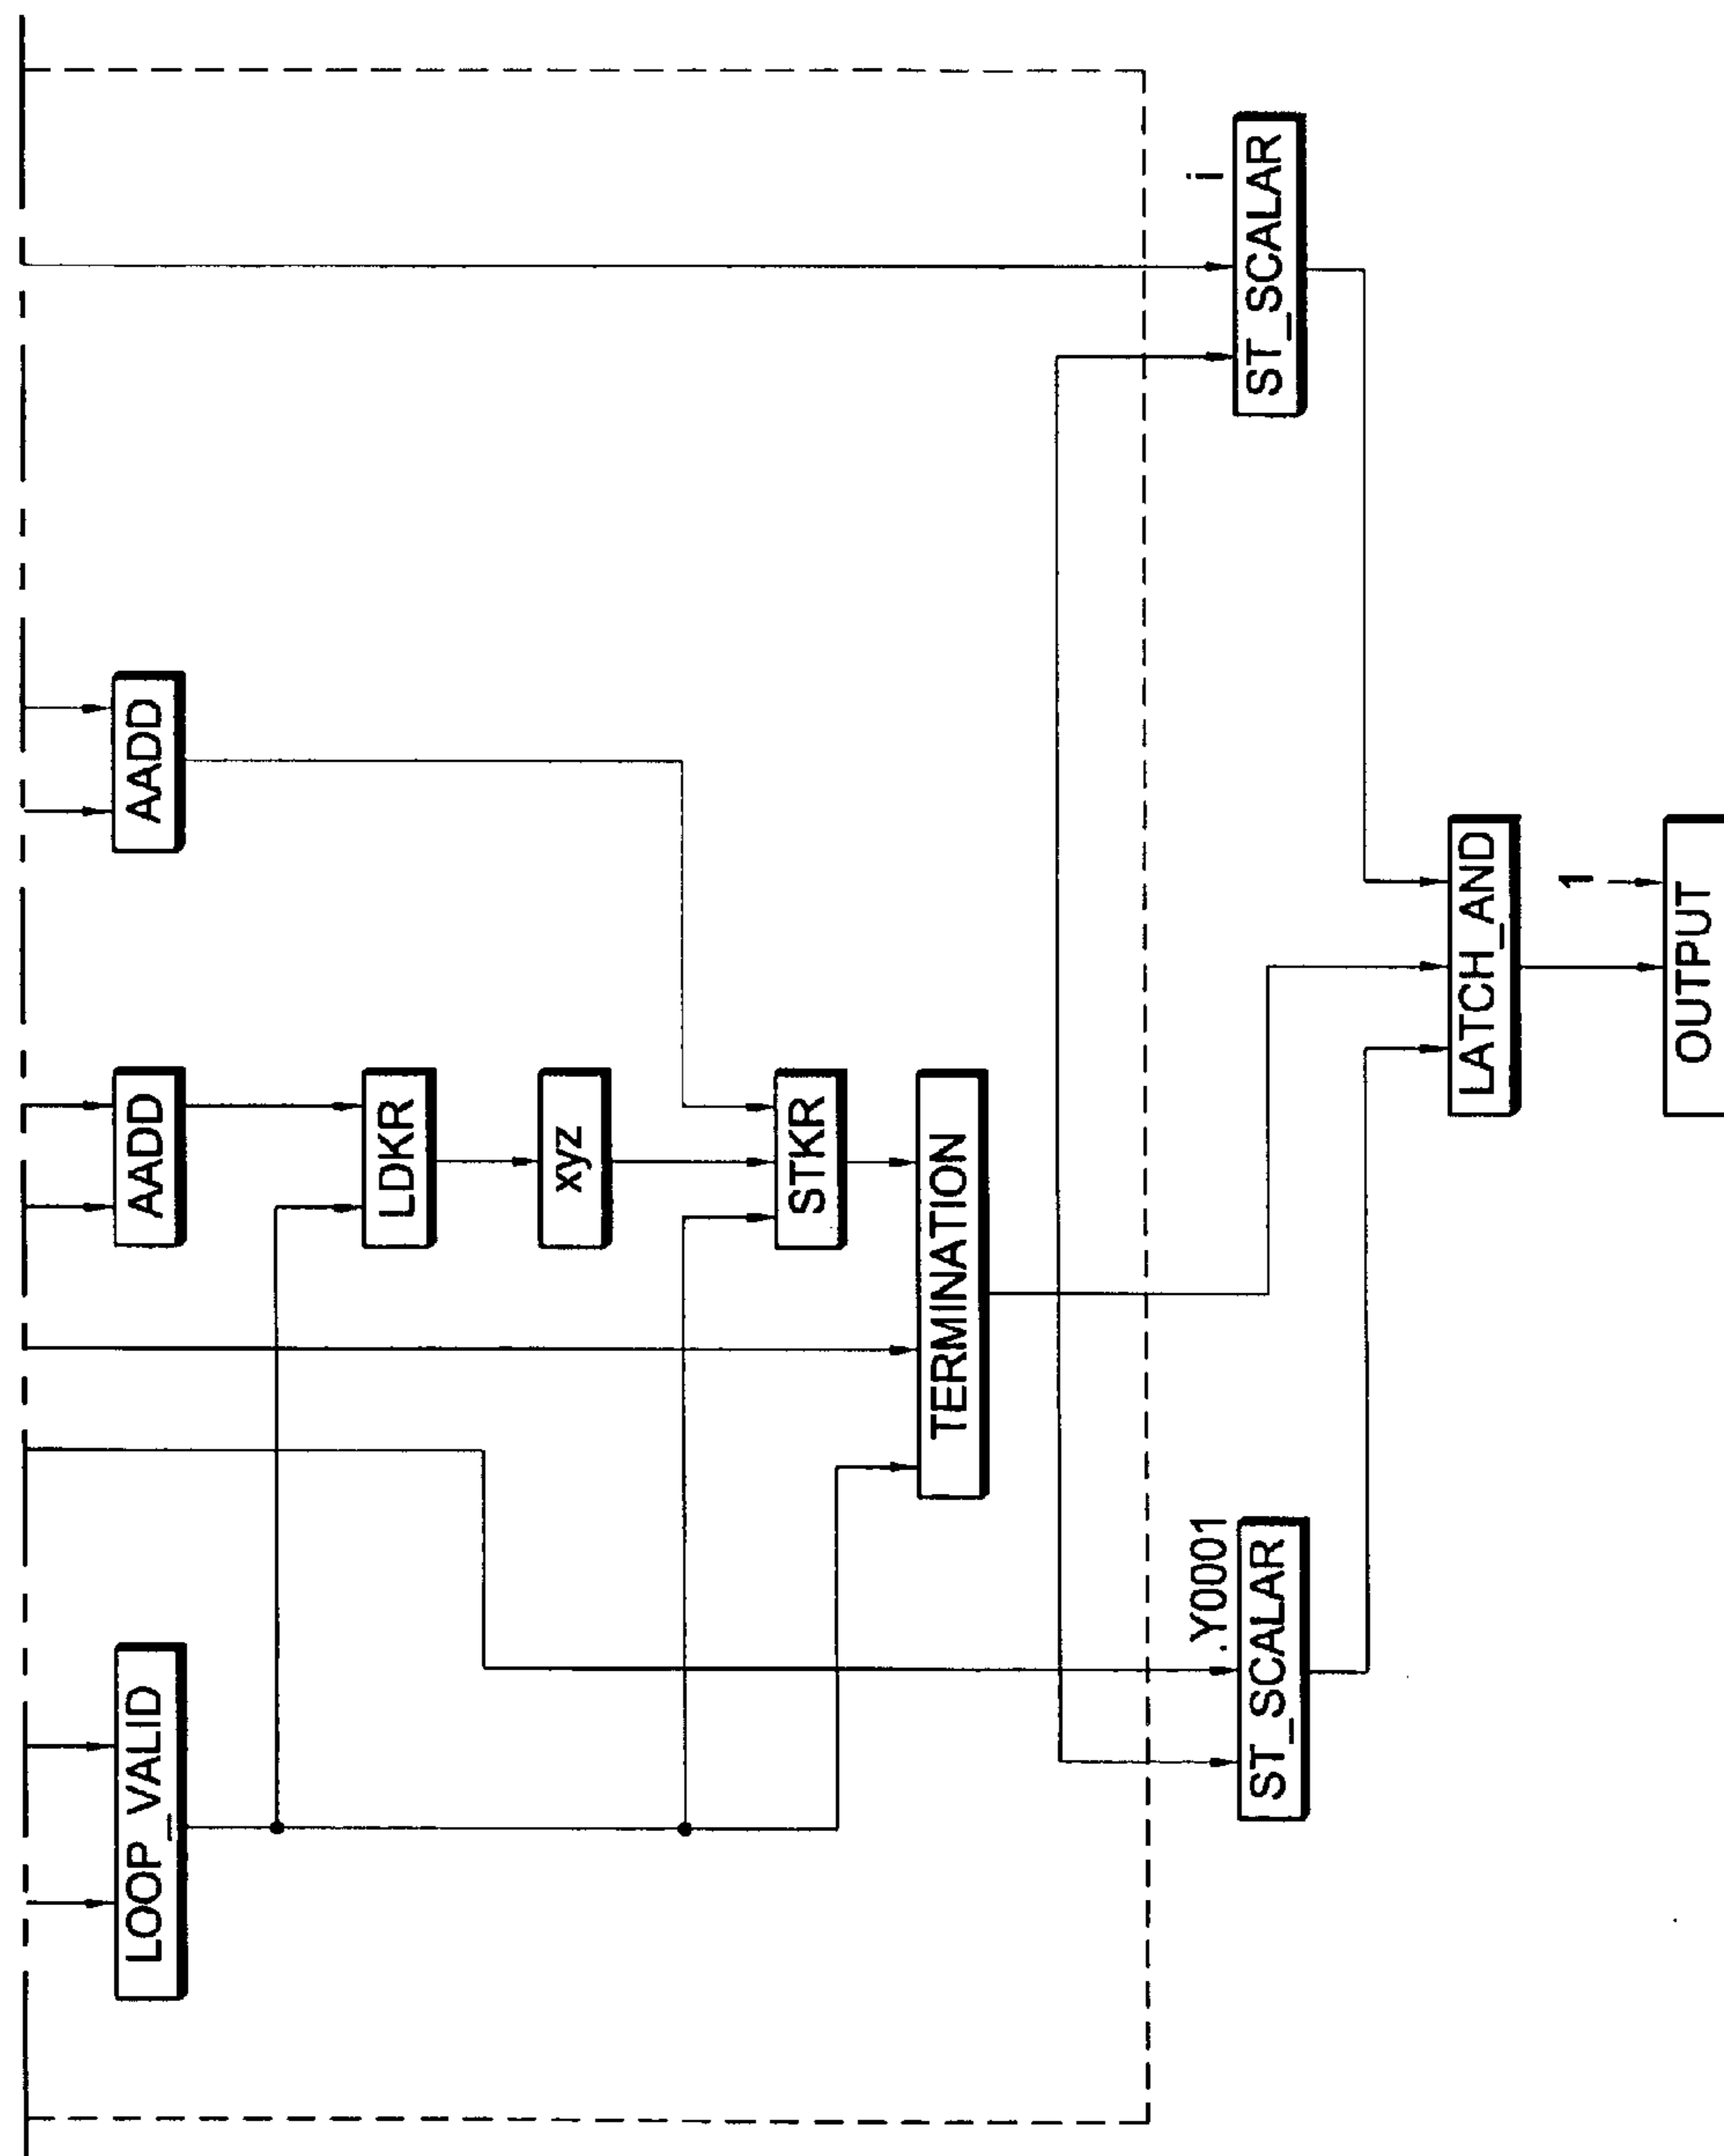 LOOP_VALID
AADD
AADD
LDKR
xyz
STKR
TERMINATION
.Y0001
ST_SCALAR
i
ST_SCALAR
LATCH_AND
1
OUTPUT